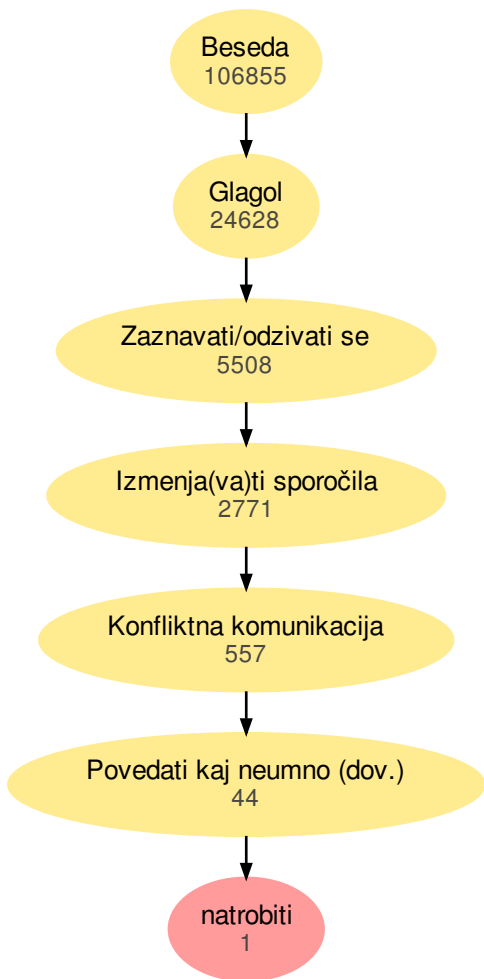 Beseda
106855
Glagol
24628
Zaznavati/odzivati se
5508
Izmenja(va)ti sporočila
2771
Konfliktna komunikacija
557
Povedati kaj neumno (dov.)
44
natrobiti
1